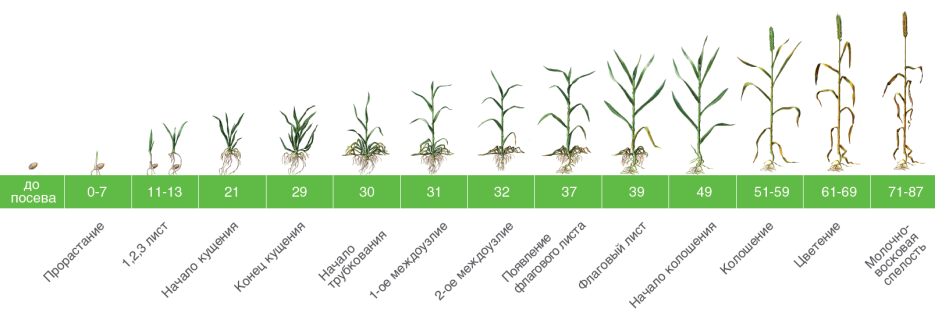 до
посева
0-7
11-13
21
29
30
31
32
37
39
49
51-59
61-69
71-87
Прорастание
1,2,3 лист
Начало кущения
Конец кущения
Начало
трубкования
1-ое междоузлие
2-ое междоузлие
Появление
флагового листа
Флаговый лист
Начало колошения
Колошение
Цветение
Молочно-
восковая
спелость